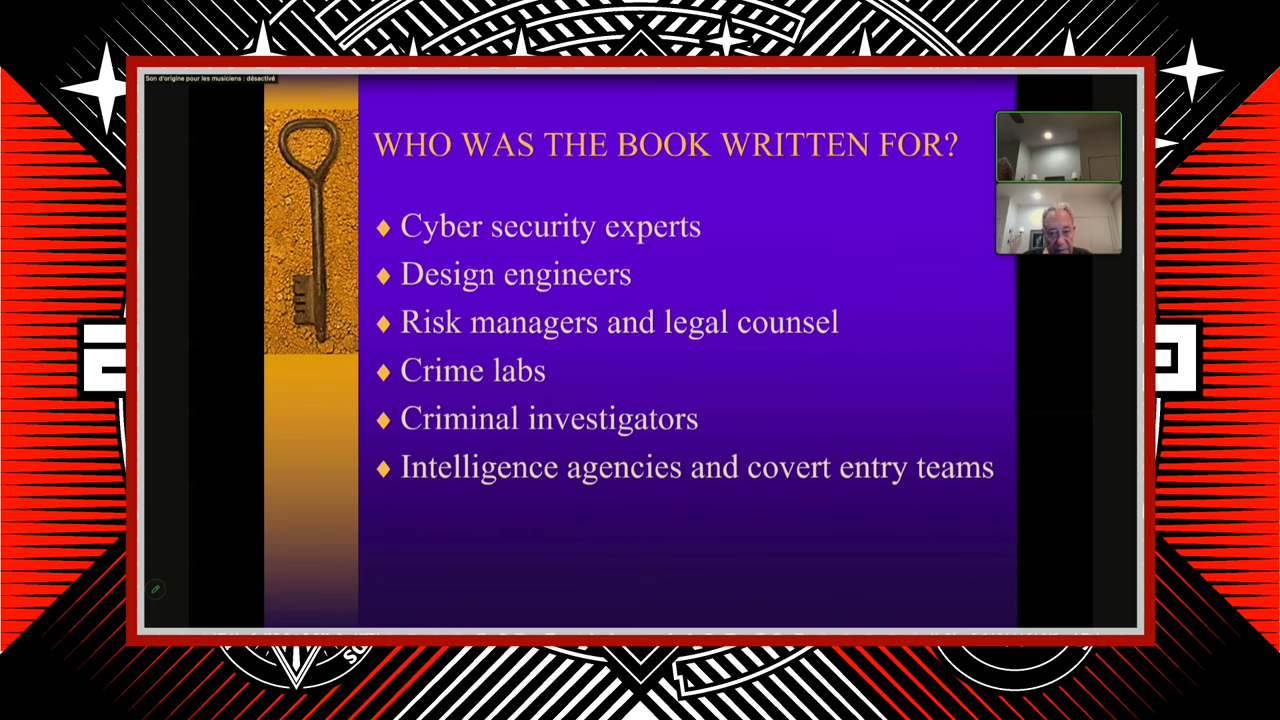 Son d'origine pour les musiciens : désactivé
WHO WAS THE BOOK WRITTEN FOR?
♦ Cyber security experts
♦ Design engineers
♦ Risk managers and legal counsel
♦ Crime labs
♦ Criminal investigators
♦ Intelligence agencies and covert entry teams